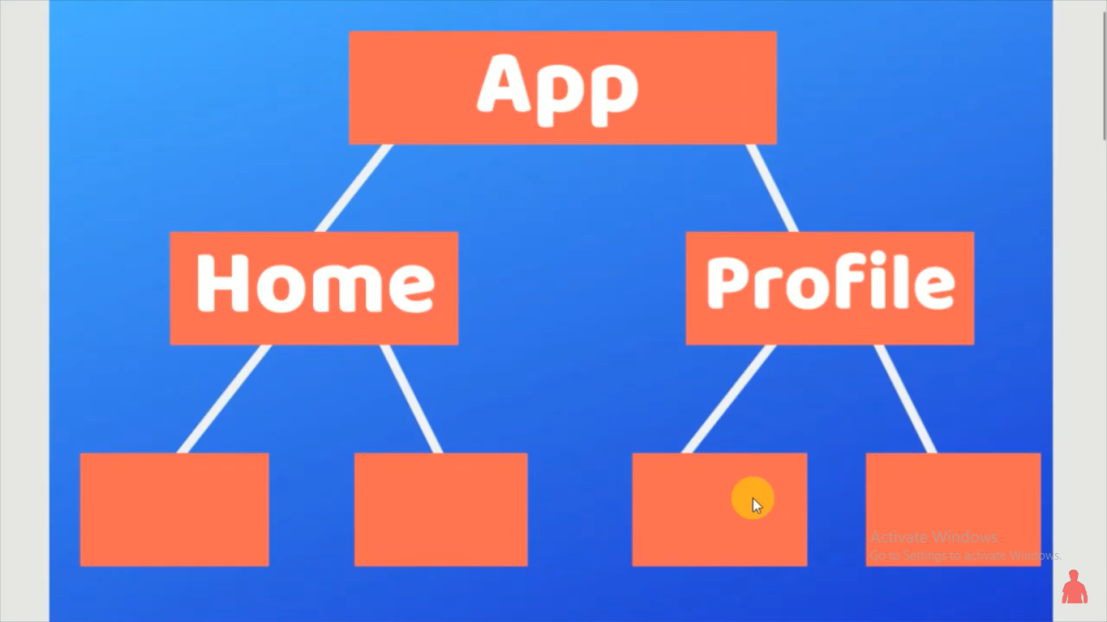 App
Home
Profile
Activate Windows
Go to Settings to activate Windows.